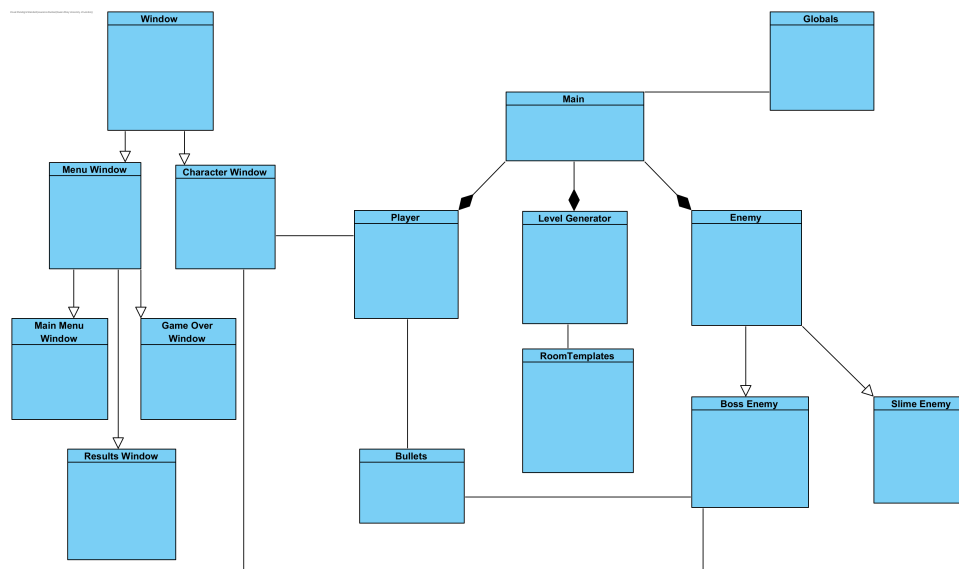 Window
Globals
Main
Menu Window
Character Window
Player
Level Generator
Enemy
Main Menu
Window
Game Over
Window
RoomTemplates
Boss Enemy
Slime Enemy
Results Window
Bullets